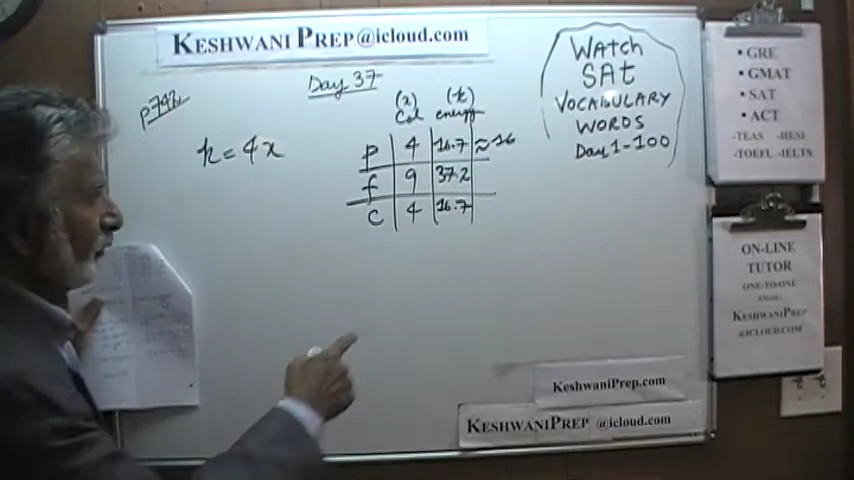 KESHWANI PREP@icloud.com
Day 37
p 742
k = 4x
(x) (k)
Cal energy
p 4 16.7 ≈ 16
f 9 37.2
c 4 16.7
WAtch
SAt
VOCABULARY
WORDS
Day 1-100
• GRE
• GMAT
• SAT
• ACT
-TEAS -HESI
-TOEFL -IELTS
ON-LINE
TUTOR
ONE-TO-ONE
KESHWANIPREP
@ICLOUD.COM
KeshwaniPrep.com
KESHWANIPREP @icloud.com